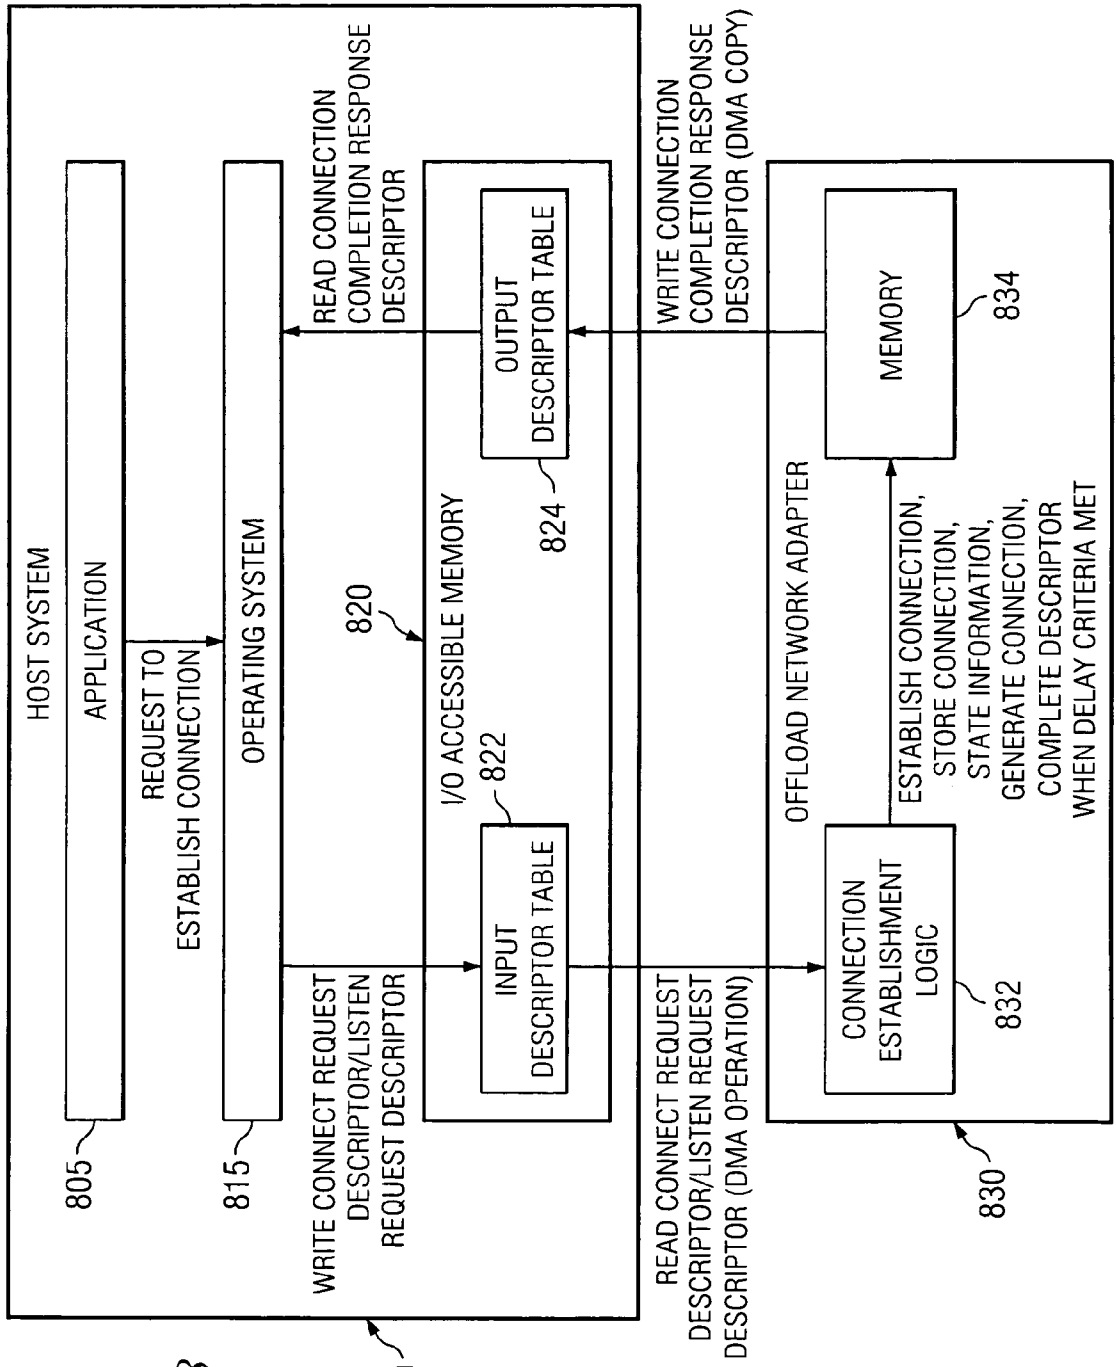 HOST SYSTEM
APPLICATION
805
REQUEST TO
ESTABLISH CONNECTION
OPERATING SYSTEM
815
WRITE CONNECT REQUEST
DESCRIPTOR/LISTEN
REQUEST DESCRIPTOR
READ CONNECTION
COMPLETION RESPONSE
DESCRIPTOR
820
I/O ACCESSIBLE MEMORY
822
INPUT
DESCRIPTOR TABLE
OUTPUT
DESCRIPTOR TABLE
824
READ CONNECT REQUEST
DESCRIPTOR/LISTEN REQUEST
DESCRIPTOR (DMA OPERATION)
WRITE CONNECTION
COMPLETION RESPONSE
DESCRIPTOR (DMA COPY)
OFFLOAD NETWORK ADAPTER
CONNECTION
ESTABLISHMENT
LOGIC
832
ESTABLISH CONNECTION,
STORE CONNECTION,
STATE INFORMATION,
GENERATE CONNECTION,
COMPLETE DESCRIPTOR
WHEN DELAY CRITERIA MET
MEMORY
834
830